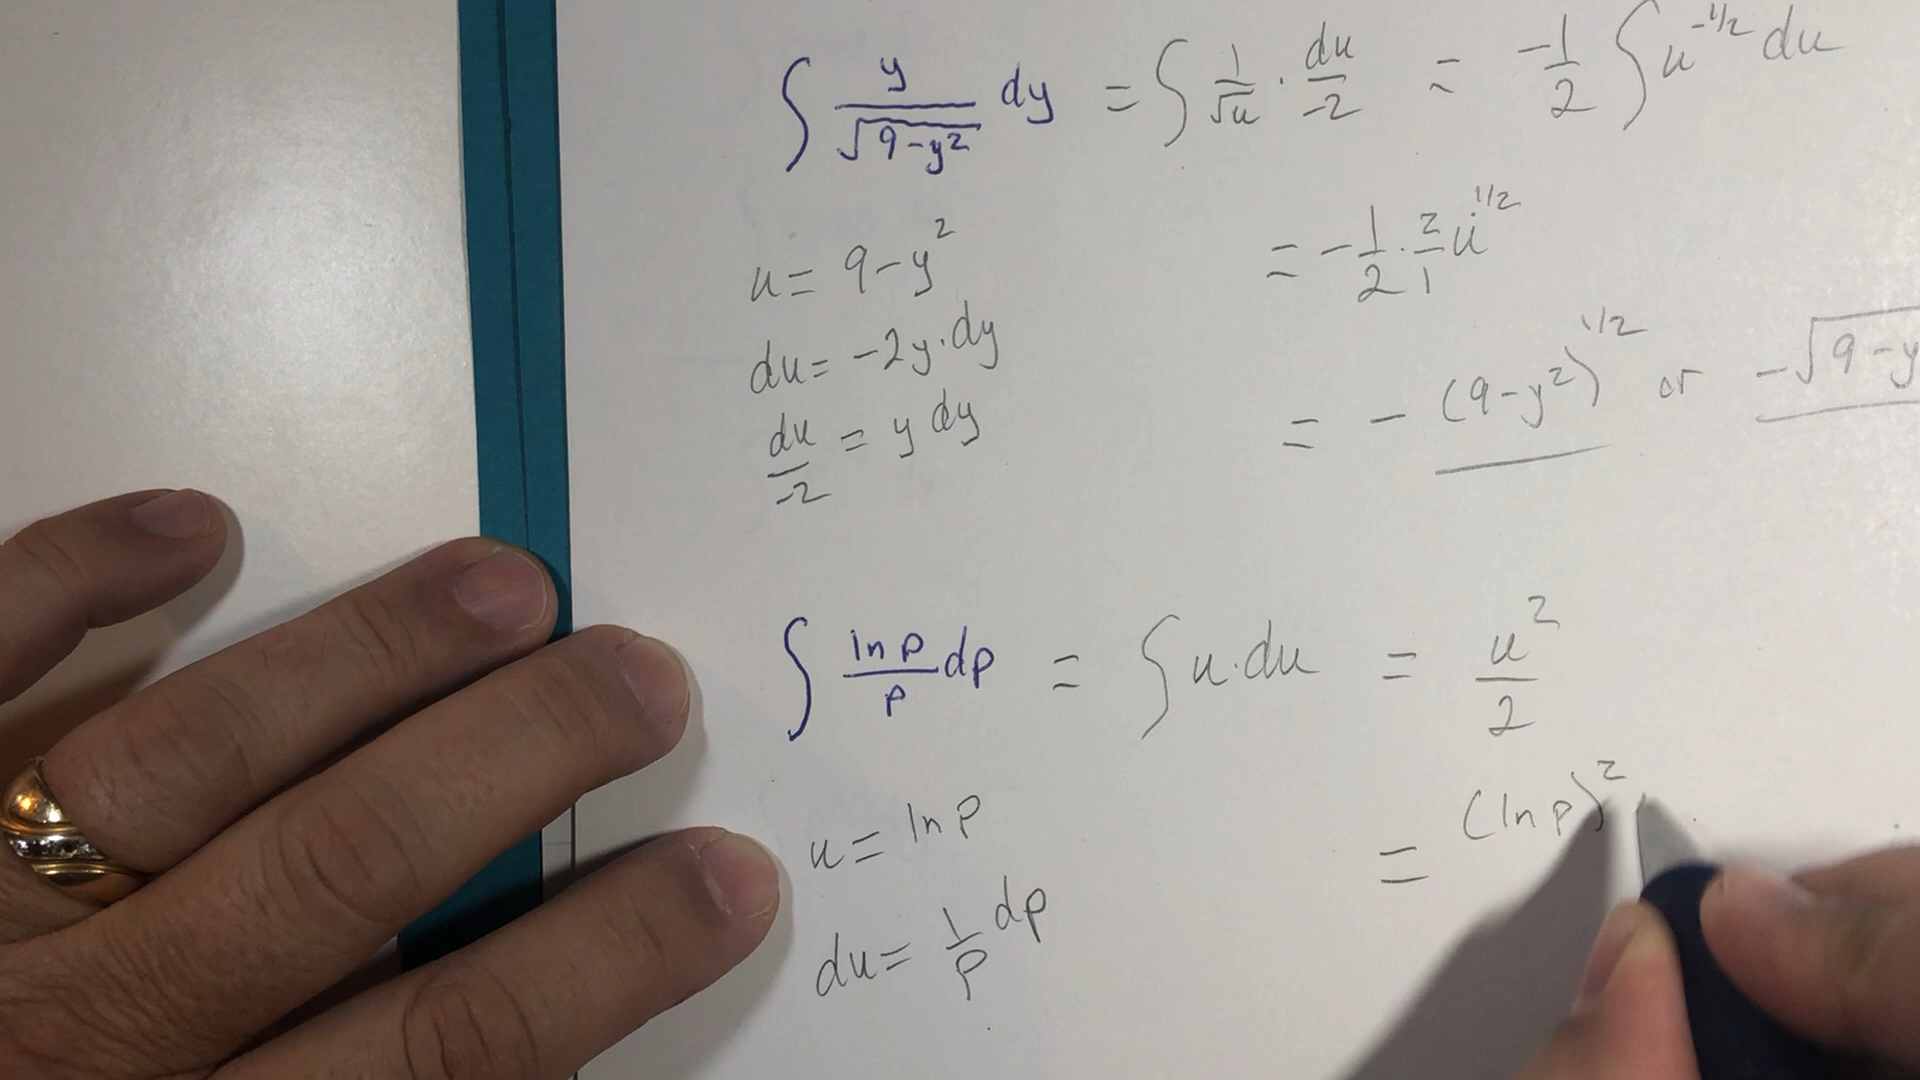 ∫ y/√(9-y²) dy = ∫ 1/√u · du/-2 = -1/2 ∫ u^(-1/2) du
u = 9-y²
= -1/2 · 2/1 u^(1/2)
du = -2y·dy
du/-2 = y dy
= -(9-y²)^(1/2) or -√9-y
∫ ln p/p dp = ∫ u·du = u²/2
u = ln p
= (ln p)²
du = 1/p dp